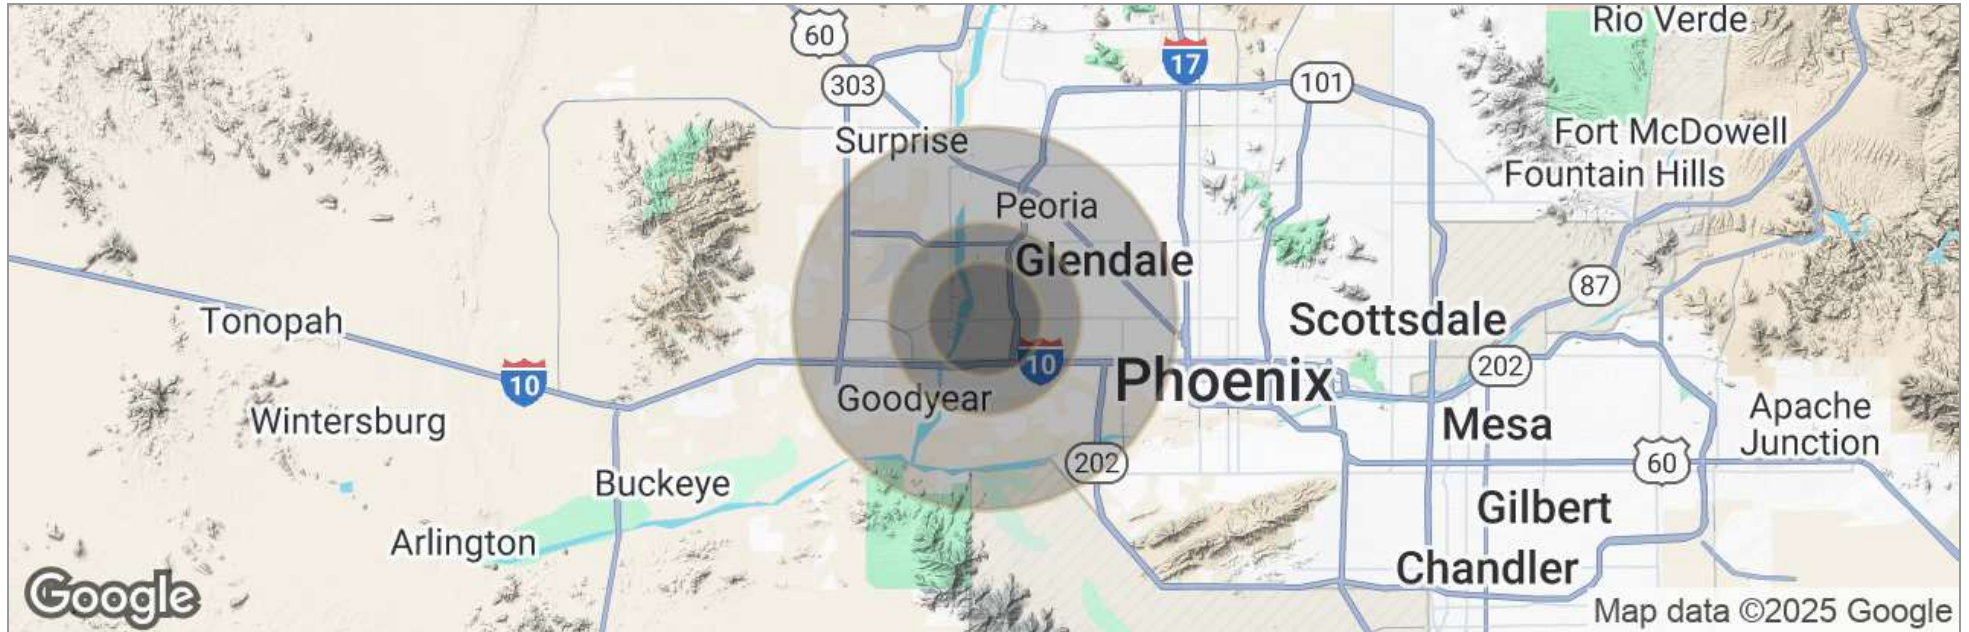 Rio Verde
60
17
303
101
Surprise
Fort McDowell
Fountain Hills
Peoria
Glendale
87
Scottsdale
Tonopah
10
10
202
Phoenix
Goodyear
Wintersburg
Mesa
Apache
Junction
202
60
Buckeye
Gilbert
Arlington
Chandler
Google
Map data ©2025 Google